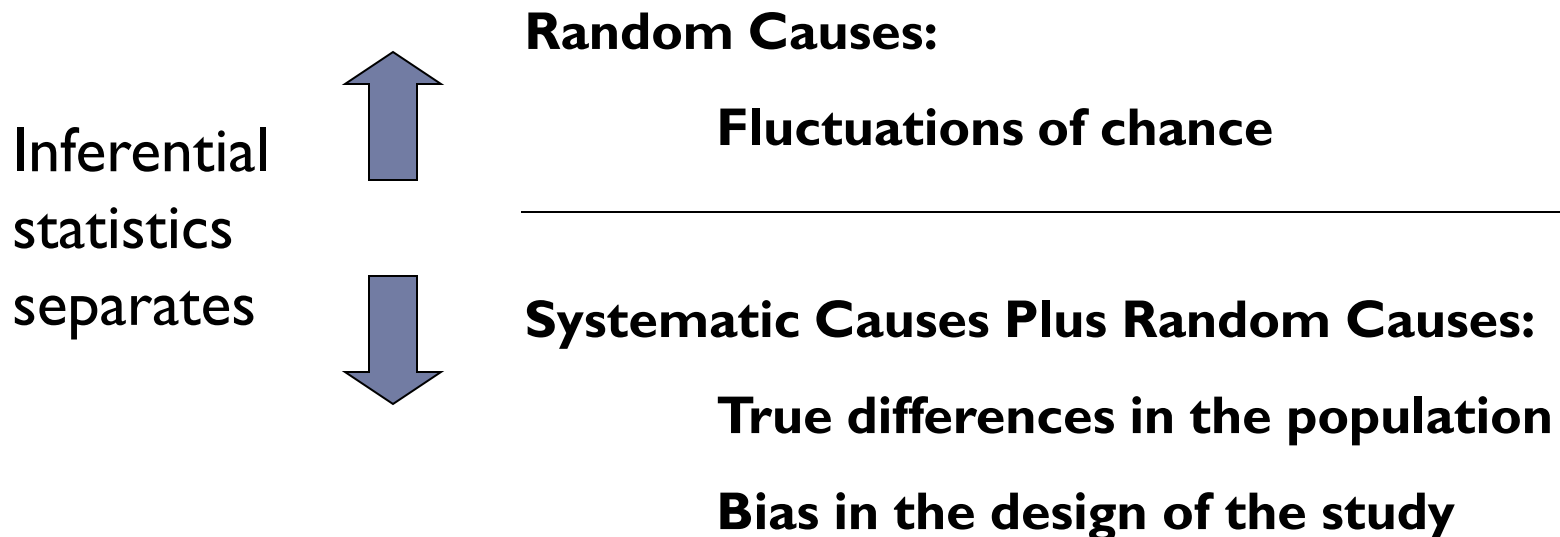 Inferential
statistics
separates
Random Causes:
Fluctuations of chance
Systematic Causes Plus Random Causes:
True differences in the population
Bias in the design of the study